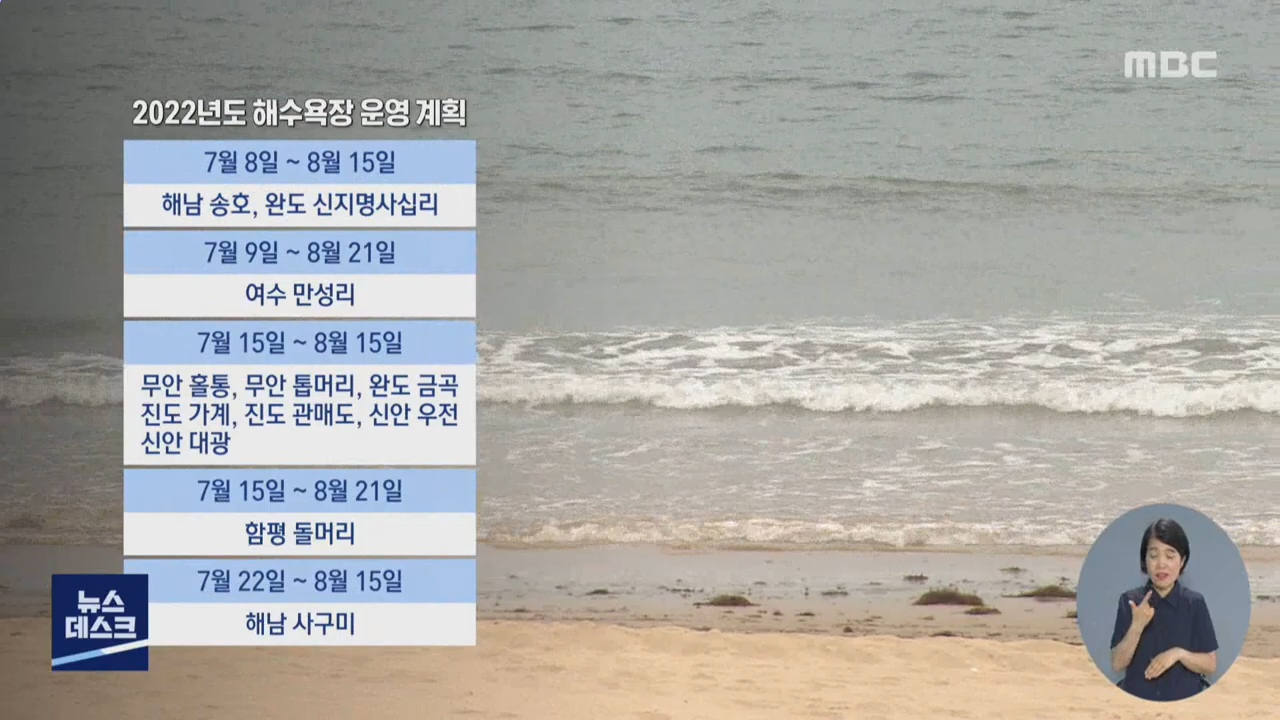 MBC
2022년도 해수욕장 운영 계획
7월 8일 ~ 8월 15일
해남 송호, 완도 신지명사십리
7월 9일 ~ 8월 21일
여수 만성리
7월 15일 ~ 8월 15일
무안 홀통, 무안 톱머리, 완도 금곡
진도 가계, 진도 관매도, 신안 우전
신안 대광
7월 15일 ~ 8월 21일
함평 돌머리
7월 22일 ~ 8월 15일
해남 사구미
뉴스
데스크